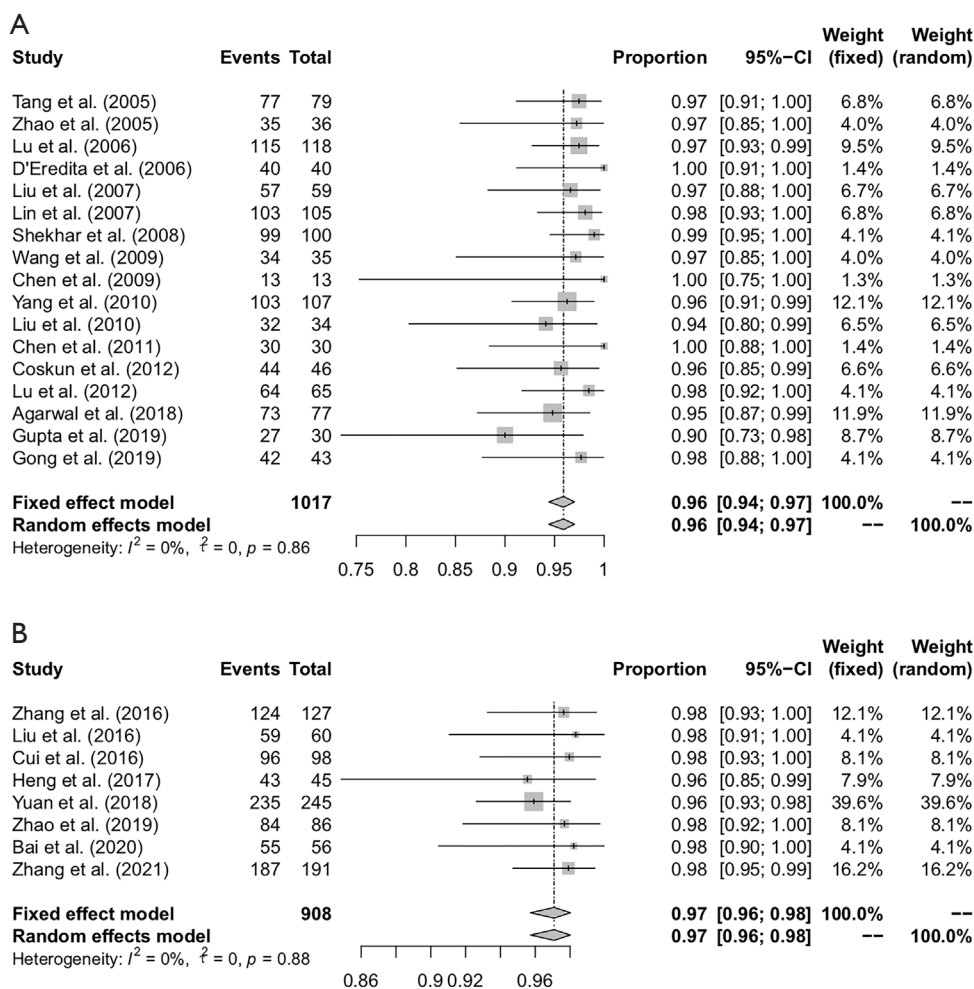 A
Weight Weight
Study Events Total Proportion 95%−CI (fixed) (random)
Tang et al. (2005) 77 79 0.97 [0.91; 1.00] 6.8% 6.8%
Zhao et al. (2005) 35 36 0.97 [0.85; 1.00] 4.0% 4.0%
Lu et al. (2006) 115 118 0.97 [0.93; 0.99] 9.5% 9.5%
D'Eredita et al. (2006) 40 40 1.00 [0.91; 1.00] 1.4% 1.4%
Liu et al. (2007) 57 59 0.97 [0.88; 1.00] 6.7% 6.7%
Lin et al. (2007) 103 105 0.98 [0.93; 1.00] 6.8% 6.8%
Shekhar et al. (2008) 99 100 0.99 [0.95; 1.00] 4.1% 4.1%
Wang et al. (2009) 34 35 0.97 [0.85; 1.00] 4.0% 4.0%
Chen et al. (2009) 13 13 1.00 [0.75; 1.00] 1.3% 1.3%
Yang et al. (2010) 103 107 0.96 [0.91; 0.99] 12.1% 12.1%
Liu et al. (2010) 32 34 0.94 [0.80; 0.99] 6.5% 6.5%
Chen et al. (2011) 30 30 1.00 [0.88; 1.00] 1.4% 1.4%
Coskun et al. (2012) 44 46 0.96 [0.85; 0.99] 6.6% 6.6%
Lu et al. (2012) 64 65 0.98 [0.92; 1.00] 4.1% 4.1%
Agarwal et al. (2018) 73 77 0.95 [0.87; 0.99] 11.9% 11.9%
Gupta et al. (2019) 27 30 0.90 [0.73; 0.98] 8.7% 8.7%
Gong et al. (2019) 42 43 0.98 [0.88; 1.00] 4.1% 4.1%
Fixed effect model 1017 0.96 [0.94; 0.97] 100.0% −−
Random effects model 0.96 [0.94; 0.97] −− 100.0%
Heterogeneity: I² = 0%, τ² = 0, p = 0.86
0.75 0.8 0.85 0.9 0.95 1
B
Weight Weight
Study Events Total Proportion 95%−CI (fixed) (random)
Zhang et al. (2016) 124 127 0.98 [0.93; 1.00] 12.1% 12.1%
Liu et al. (2016) 59 60 0.98 [0.91; 1.00] 4.1% 4.1%
Cui et al. (2016) 96 98 0.98 [0.93; 1.00] 8.1% 8.1%
Heng et al. (2017) 43 45 0.96 [0.85; 0.99] 7.9% 7.9%
Yuan et al. (2018) 235 245 0.96 [0.93; 0.98] 39.6% 39.6%
Zhao et al. (2019) 84 86 0.98 [0.92; 1.00] 8.1% 8.1%
Bai et al. (2020) 55 56 0.98 [0.90; 1.00] 4.1% 4.1%
Zhang et al. (2021) 187 191 0.98 [0.95; 0.99] 16.2% 16.2%
Fixed effect model 908 0.97 [0.96; 0.98] 100.0% −−
Random effects model 0.97 [0.96; 0.98] −− 100.0%
Heterogeneity: I² = 0%, τ² = 0, p = 0.88
0.86 0.9 0.92 0.96